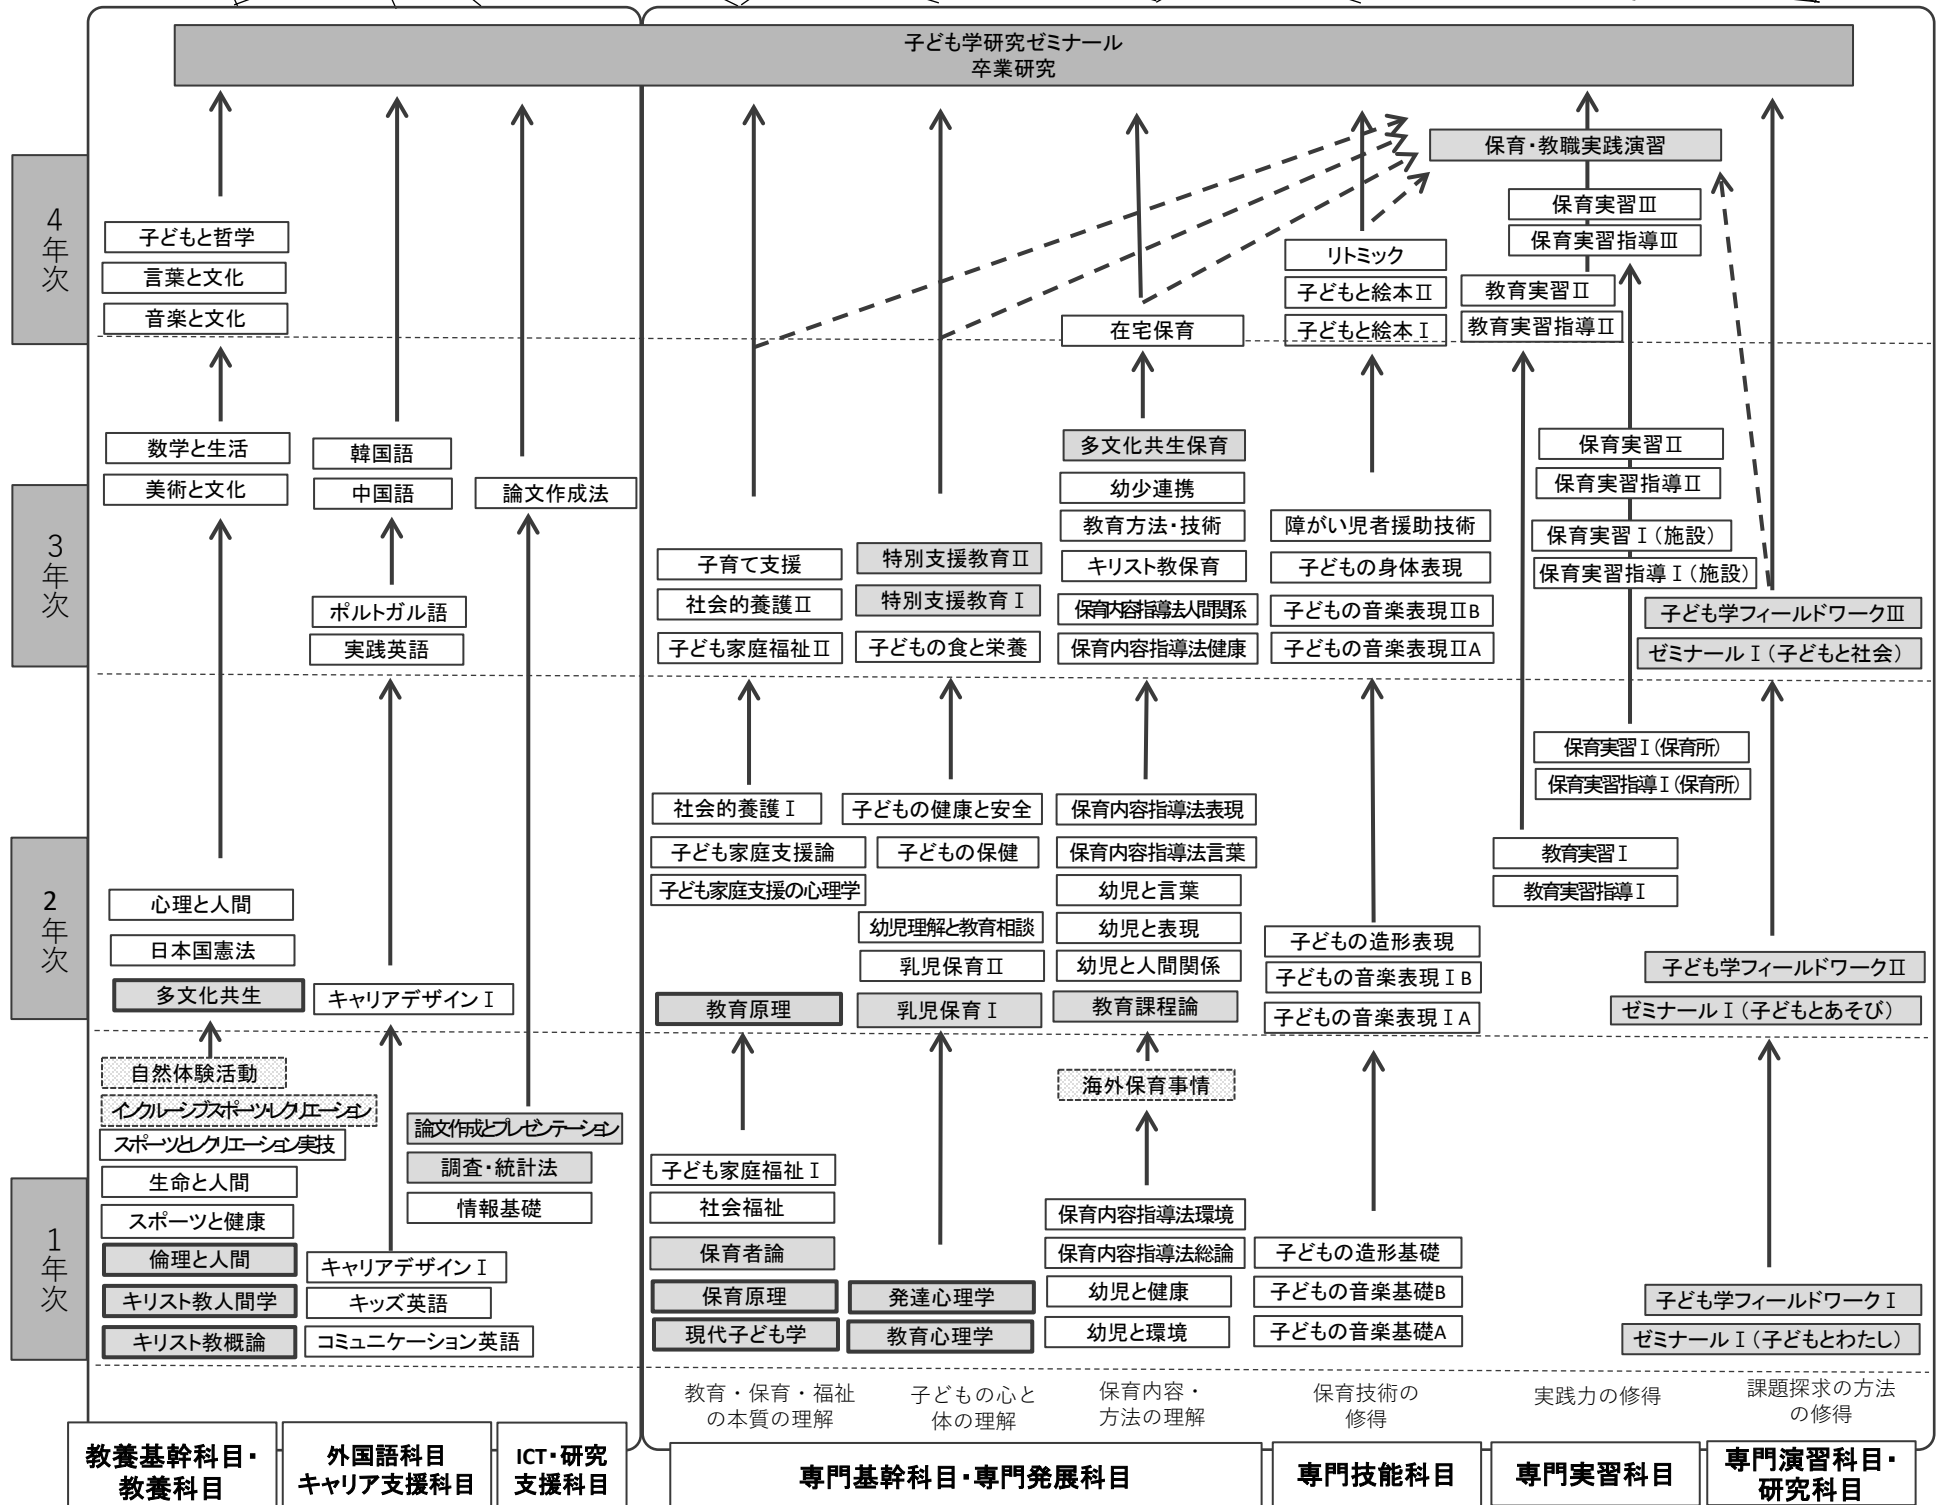 子ども学研究ゼミナール
卒業研究
4年次
子どもと哲学
言葉と文化
音楽と文化
在宅保育
リトミック
子どもと絵本Ⅱ
子どもと絵本Ⅰ
保育・教職実践演習
保育実習Ⅲ
保育実習指導Ⅲ
教育実習Ⅱ
教育実習指導Ⅱ
3年次
数学と生活
美術と文化
韓国語
中国語
ポルトガル語
実践英語
論文作成法
子育て支援
社会的養護Ⅱ
子ども家庭福祉Ⅱ
特別支援教育Ⅱ
特別支援教育Ⅰ
子どもの食と栄養
多文化共生保育
幼少連携
教育方法・技術
キリスト教保育
保育内容指導法人間関係
保育内容指導法健康
障がい児者援助技術
子どもの身体表現
子どもの音楽表現ⅡB
子どもの音楽表現ⅡA
保育実習Ⅱ
保育実習指導Ⅱ
保育実習Ⅰ(施設)
保育実習指導Ⅰ(施設)
子ども学フィールドワークⅢ
ゼミナールⅠ(子どもと社会)
2年次
心理と人間
日本国憲法
多文化共生
キャリアデザインⅠ
社会的養護Ⅰ
子ども家庭支援論
子ども家庭支援の心理学
教育原理
子どもの健康と安全
子どもの保健
幼児理解と教育相談
乳児保育Ⅱ
乳児保育Ⅰ
保育内容指導法表現
保育内容指導法言葉
幼児と言葉
幼児と表現
幼児と人間関係
教育課程論
子どもの造形表現
子どもの音楽表現ⅠB
子どもの音楽表現ⅠA
保育実習Ⅰ(保育所)
保育実習指導Ⅰ(保育所)
教育実習Ⅰ
教育実習指導Ⅰ
子ども学フィールドワークⅡ
ゼミナールⅠ(子どもとあそび)
1年次
自然体験活動
インクルーシブスポーツ・レクリエーション
スポーツとレクリエーション実技
生命と人間
スポーツと健康
倫理と人間
キリスト教人間学
キリスト教概論
キャリアデザインⅠ
キッズ英語
コミュニケーション英語
論文作成とプレゼンテーション
調査・統計法
情報基礎
子ども家庭福祉Ⅰ
社会福祉
保育者論
保育原理
現代子ども学
発達心理学
教育心理学
海外保育事情
保育内容指導法環境
保育内容指導法総論
幼児と健康
幼児と環境
子どもの造形基礎
子どもの音楽基礎B
子どもの音楽基礎A
子ども学フィールドワークⅠ
ゼミナールⅠ(子どもとわたし)
教育・保育・福祉
の本質の理解
子どもの心と
体の理解
保育内容・
方法の理解
保育技術の
修得
実践力の修得
課題探求の方法
の修得
教養基幹科目・
教養科目
外国語科目
キャリア支援科目
ICT・研究
支援科目
専門基幹科目・専門発展科目
専門技能科目
専門実習科目
専門演習科目・
研究科目